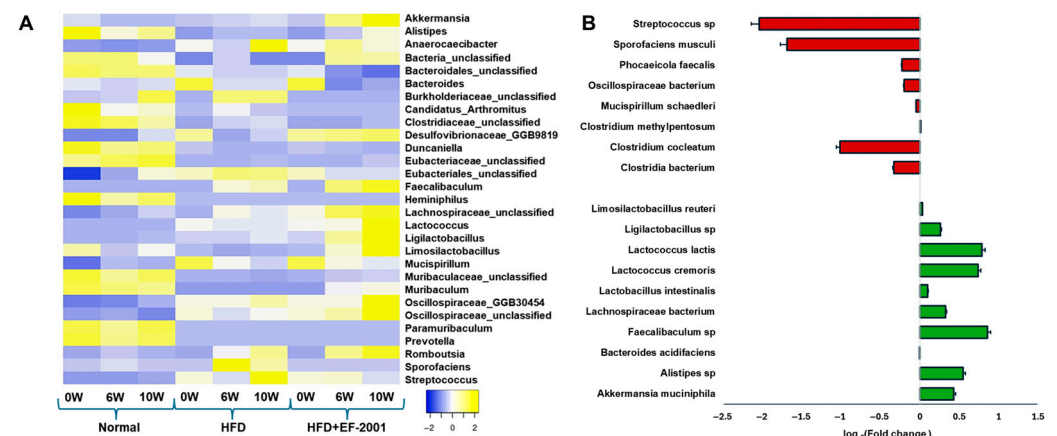 A
Akkermansia
Alistipes
Anaerocaecibacter
Bacteria_unclassified
Bacteroidales_unclassified
Bacteroides
Burkholderiaceae_unclassified
Candidatus_Arthromitus
Clostridiaceae_unclassified
Desulfovibrionaceae_GGB9819
Duncaniella
Eubacteriaceae_unclassified
Eubacteriales_unclassified
Faecalibaculum
Heminiphilus
Lachnospiraceae_unclassified
Lactococcus
Ligilactobacillus
Limosilactobacillus
Mucispirillum
Muribaculaceae_unclassified
Muribaculum
Oscillospiraceae_GGB30454
Oscillospiraceae_unclassified
Paramuribaculum
Prevotella
Romboutsia
Sporofaciens
Streptococcus
0W 6W 10W 0W 6W 10W 0W 6W 10W
Normal HFD HFD+EF-2001
−2 0 2
B
Streptococcus sp
Sporofaciens musculi
Phocaeicola faecalis
Oscillospiraceae bacterium
Mucispirillum schaedleri
Clostridium methylpentosum
Clostridium cocleatum
Clostridia bacterium
Limosilactobacillus reuteri
Ligilactobacillus sp
Lactococcus lactis
Lactococcus cremoris
Lactobacillus intestinalis
Lachnospiraceae bacterium
Faecalibaculum sp
Bacteroides acidifaciens
Alistipes sp
Akkermansia muciniphila
−2.5 −2 −1.5 −1 −0.5 0 0.5 1 1.5
(Fold change)